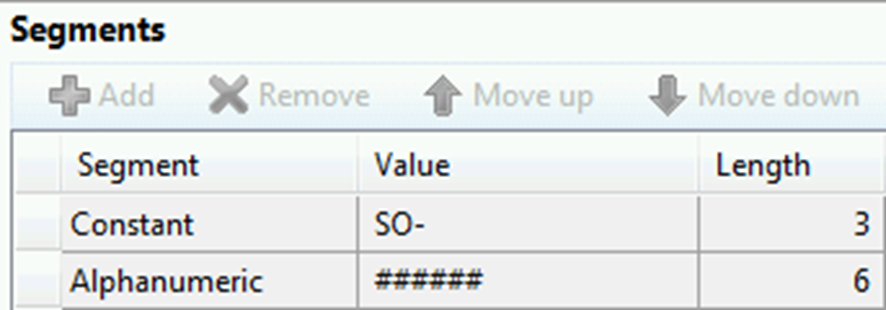 Segments
Add Remove Move up Move down
Segment Value Length
Constant SO- 3
Alphanumeric ###### 6